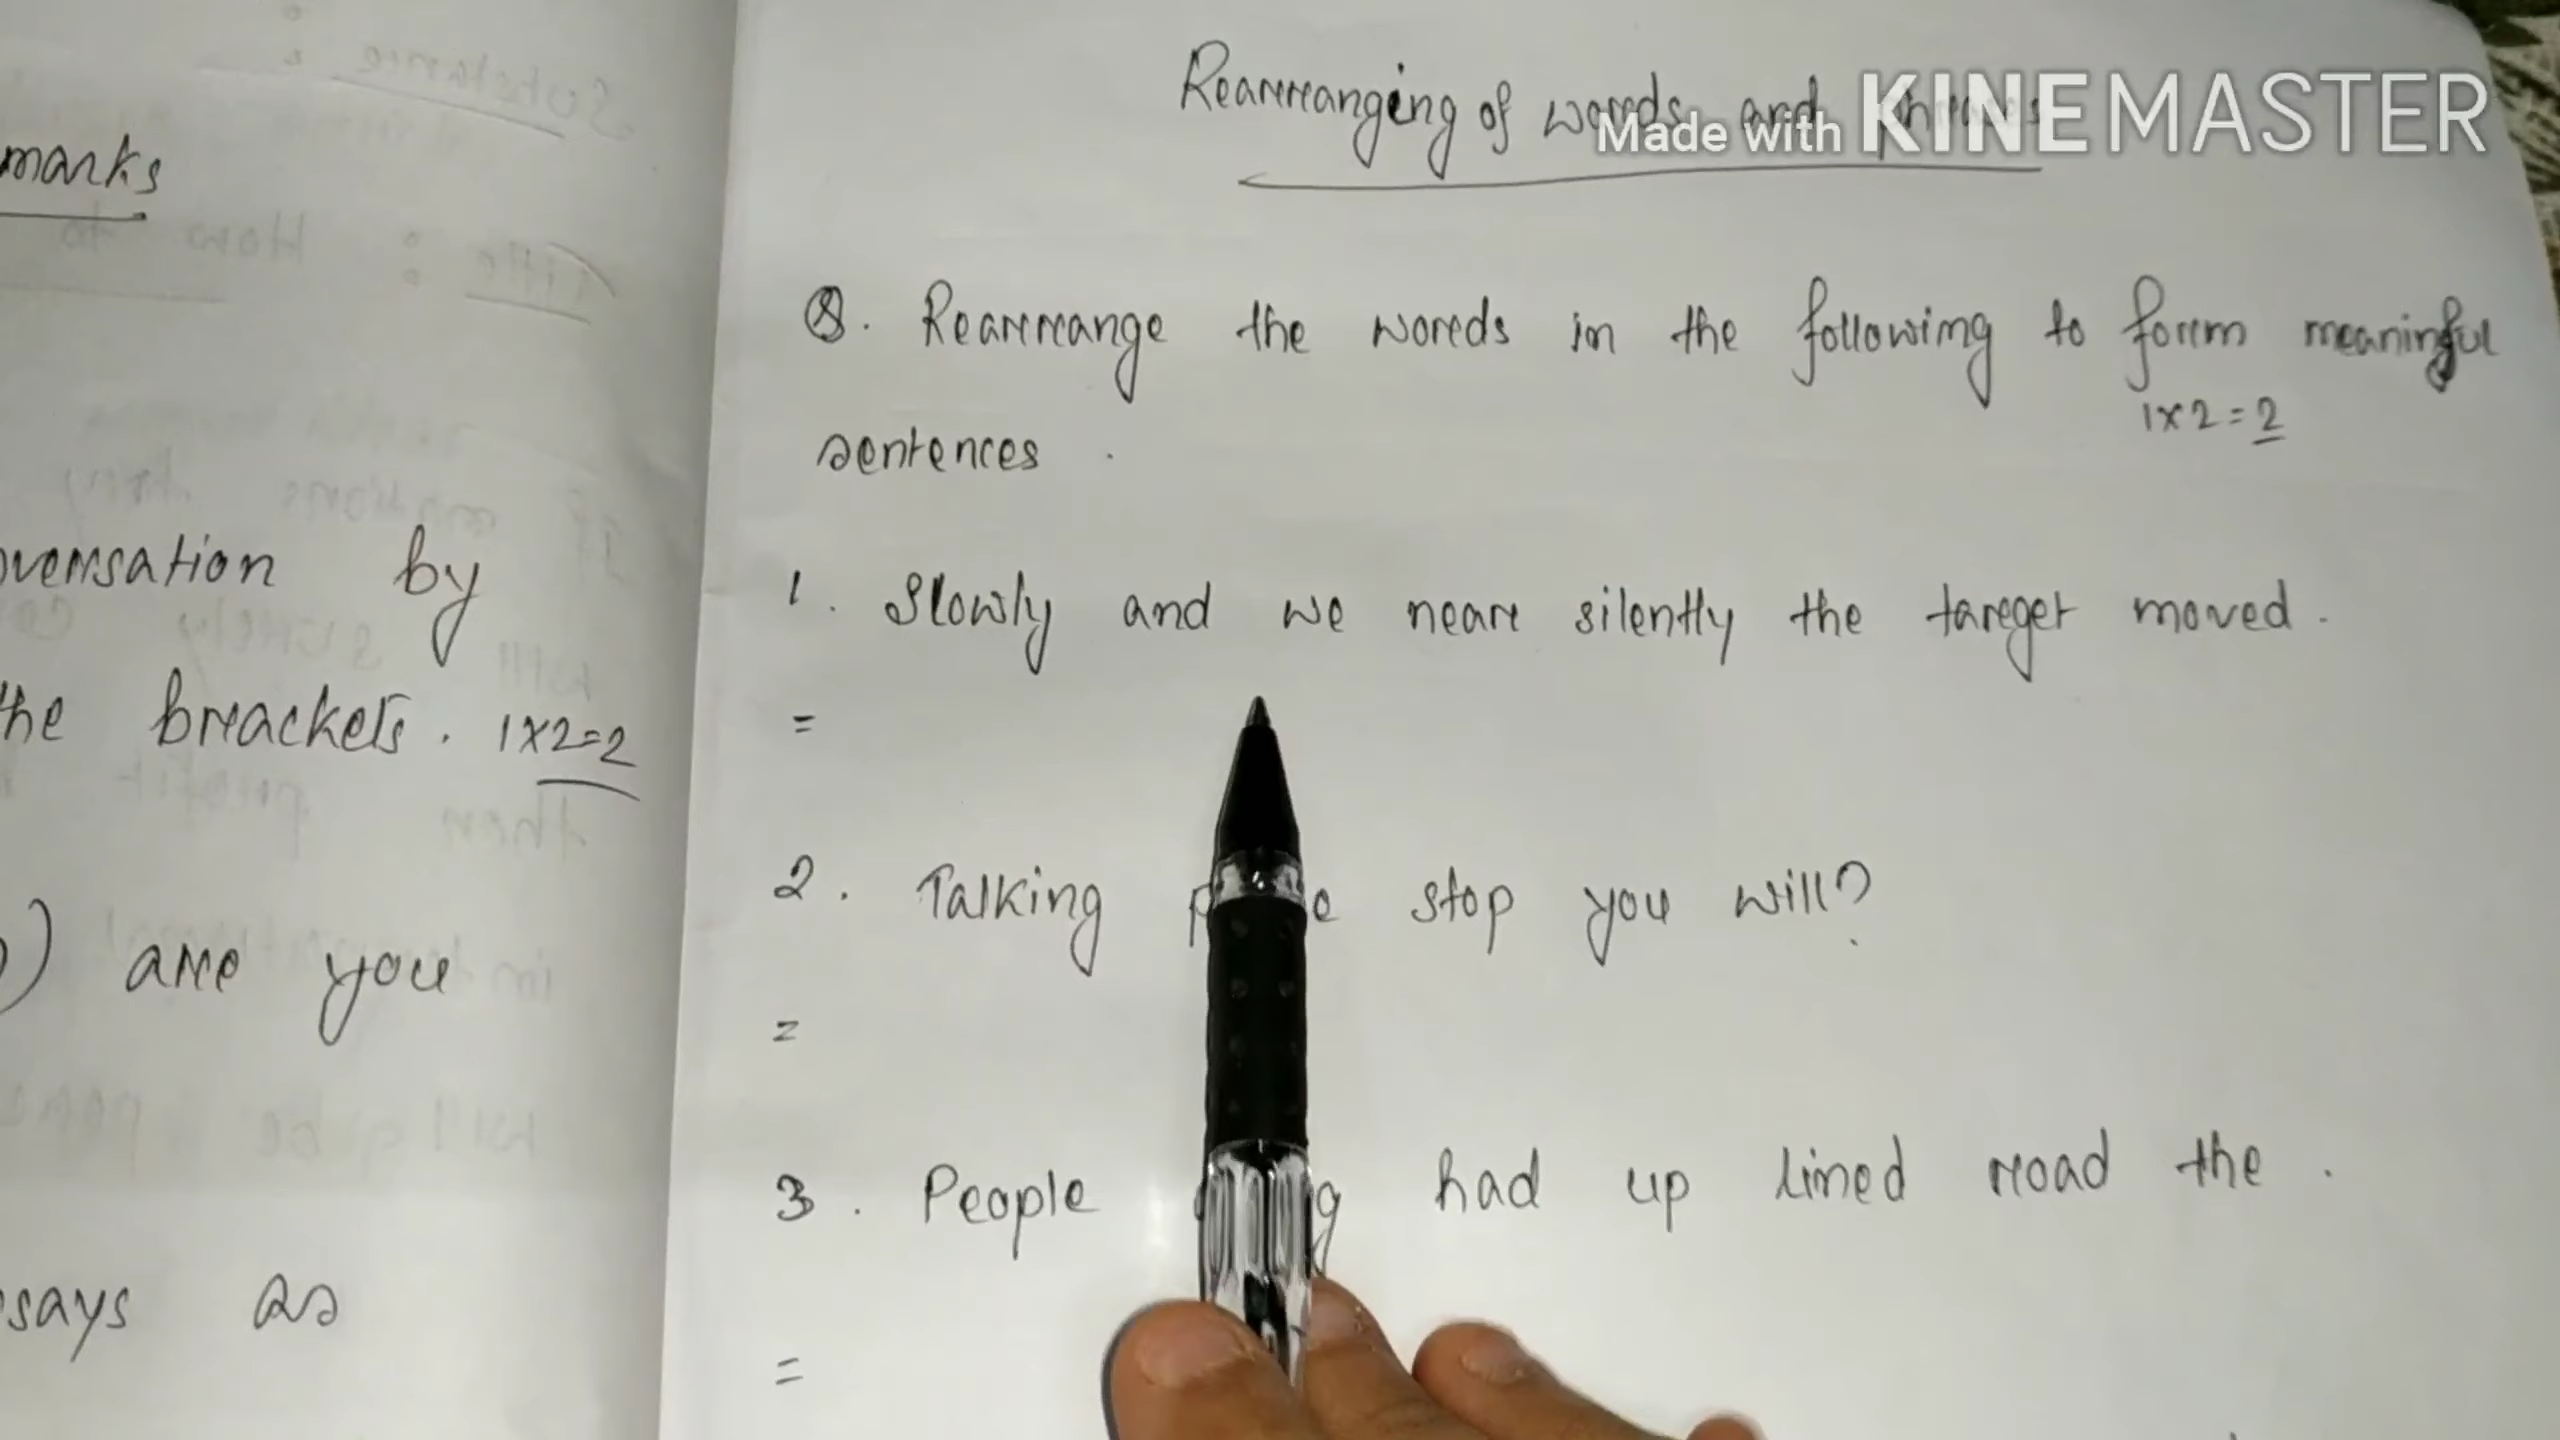 marks
versation by
the brackets. 1x2=2
) are you
says as
Rearranging of words and
Made with KINEMASTER
Q. Rearrange the words in the following to form meaningful
1x2=2
sentences.
1. Slowly and we near silently the target moved.
=
2. Talking stop you will?
=
3. People had up lined road the.
=